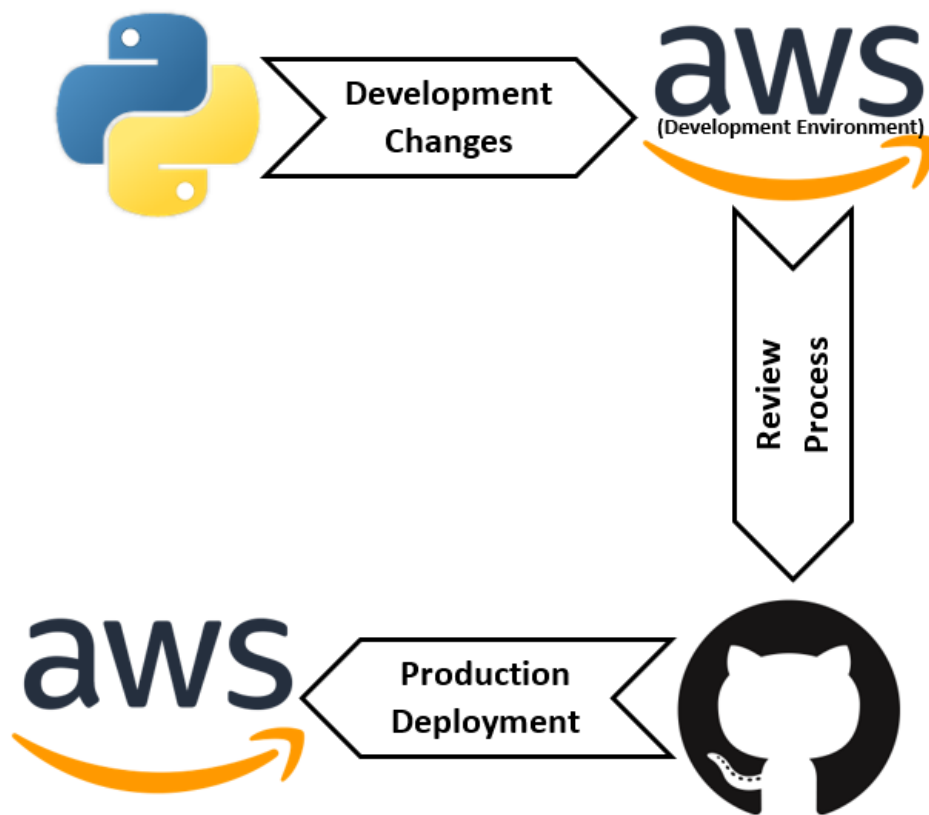 Development
Changes
aws
(Development Environment)
Review
Process
aws
Production
Deployment